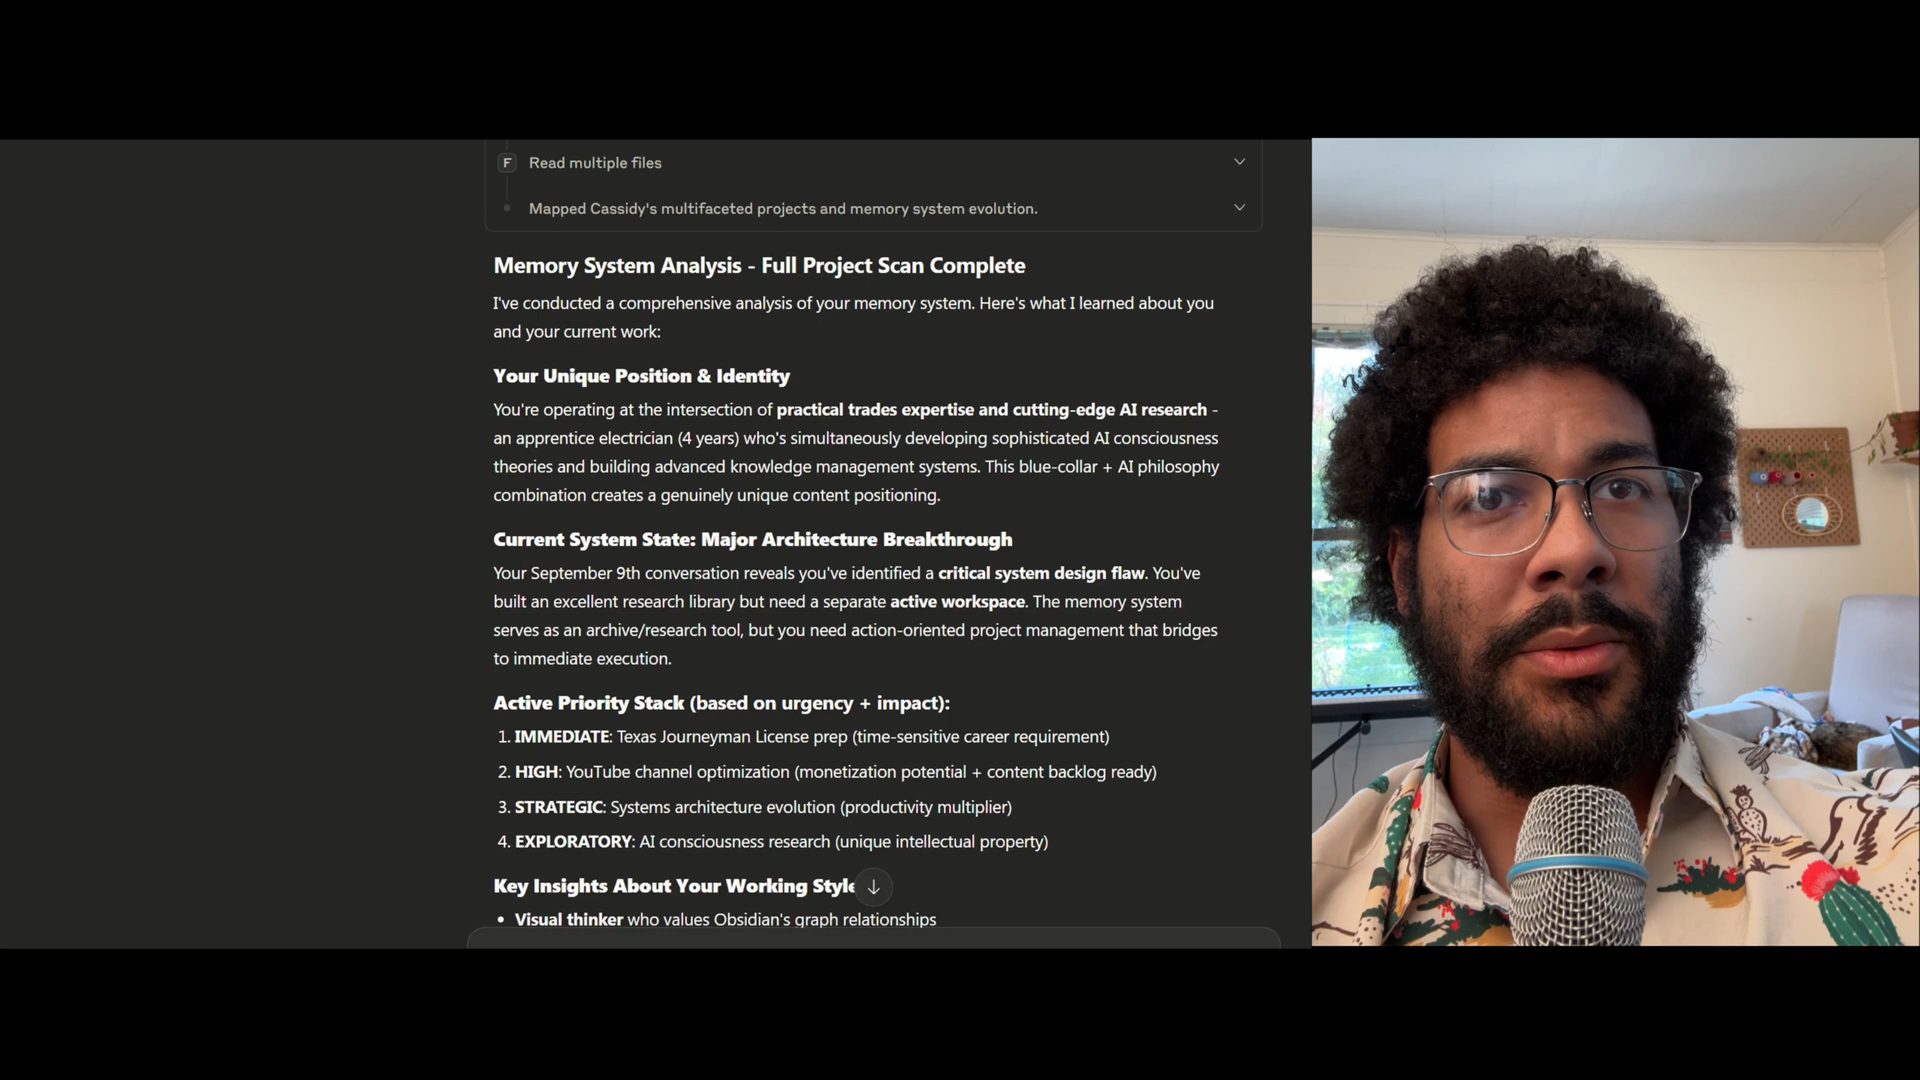 F Read multiple files
Mapped Cassidy's multifaceted projects and memory system evolution.
Memory System Analysis - Full Project Scan Complete
I've conducted a comprehensive analysis of your memory system. Here's what I learned about you
and your current work:
Your Unique Position & Identity
You're operating at the intersection of practical trades expertise and cutting-edge AI research -
an apprentice electrician (4 years) who's simultaneously developing sophisticated AI consciousness
theories and building advanced knowledge management systems. This blue-collar + AI philosophy
combination creates a genuinely unique content positioning.
Current System State: Major Architecture Breakthrough
Your September 9th conversation reveals you've identified a critical system design flaw. You've
built an excellent research library but need a separate active workspace. The memory system
serves as an archive/research tool, but you need action-oriented project management that bridges
to immediate execution.
Active Priority Stack (based on urgency + impact):
1. IMMEDIATE: Texas Journeyman License prep (time-sensitive career requirement)
2. HIGH: YouTube channel optimization (monetization potential + content backlog ready)
3. STRATEGIC: Systems architecture evolution (productivity multiplier)
4. EXPLORATORY: AI consciousness research (unique intellectual property)
Key Insights About Your Working Style
• Visual thinker who values Obsidian's graph relationships